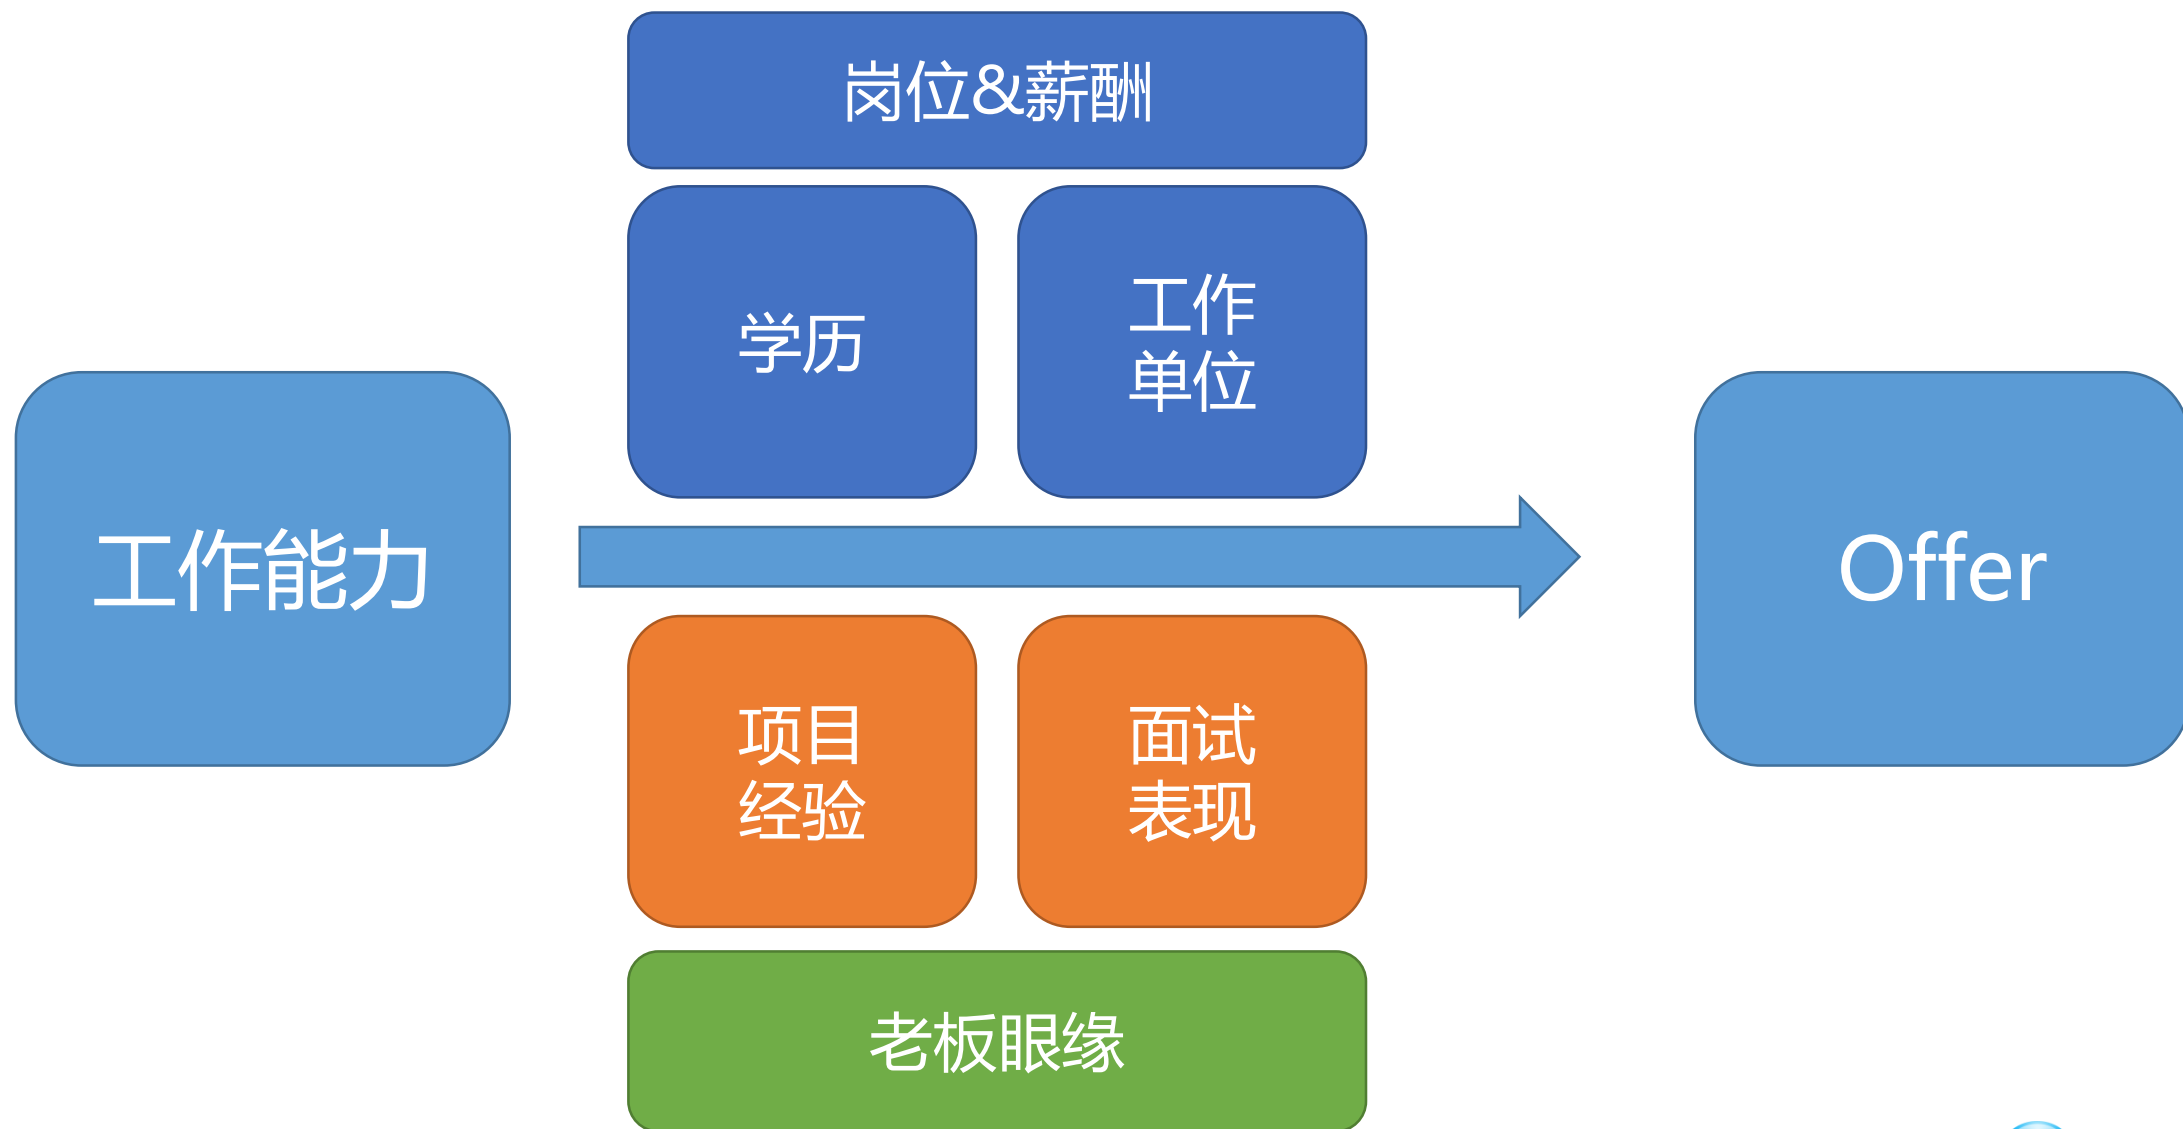 岗位&薪酬
学历
工作
单位
工作能力
Offer
项目
经验
面试
表现
老板眼缘